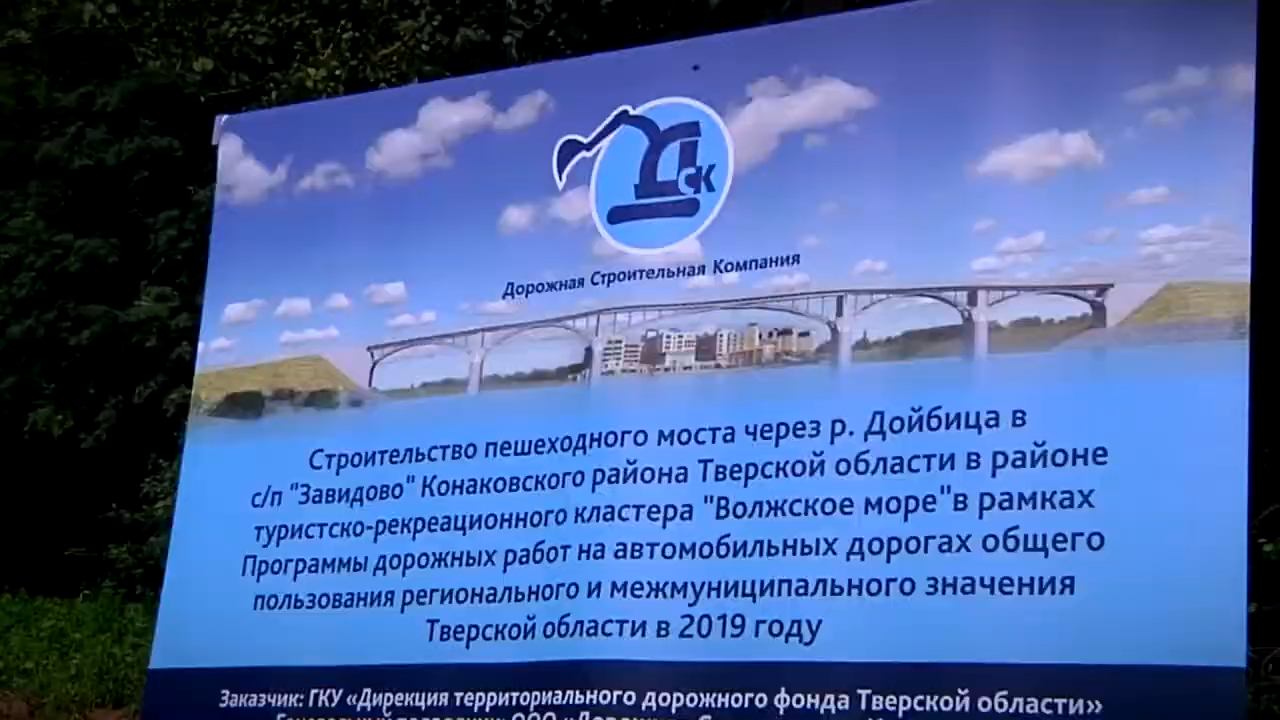 ДСК
Дорожная Строительная Компания
Строительство пешеходного моста через р. Дойбица в
с/п "Завидово" Конаковского района Тверской области в районе
туристско-рекреационного кластера "Волжское море"в рамках
Программы дорожных работ на автомобильных дорогах общего
пользования регионального и межмуниципального значения
Тверской области в 2019 году
Заказчик: ГКУ «Дирекция территориального дорожного фонда Тверской области»